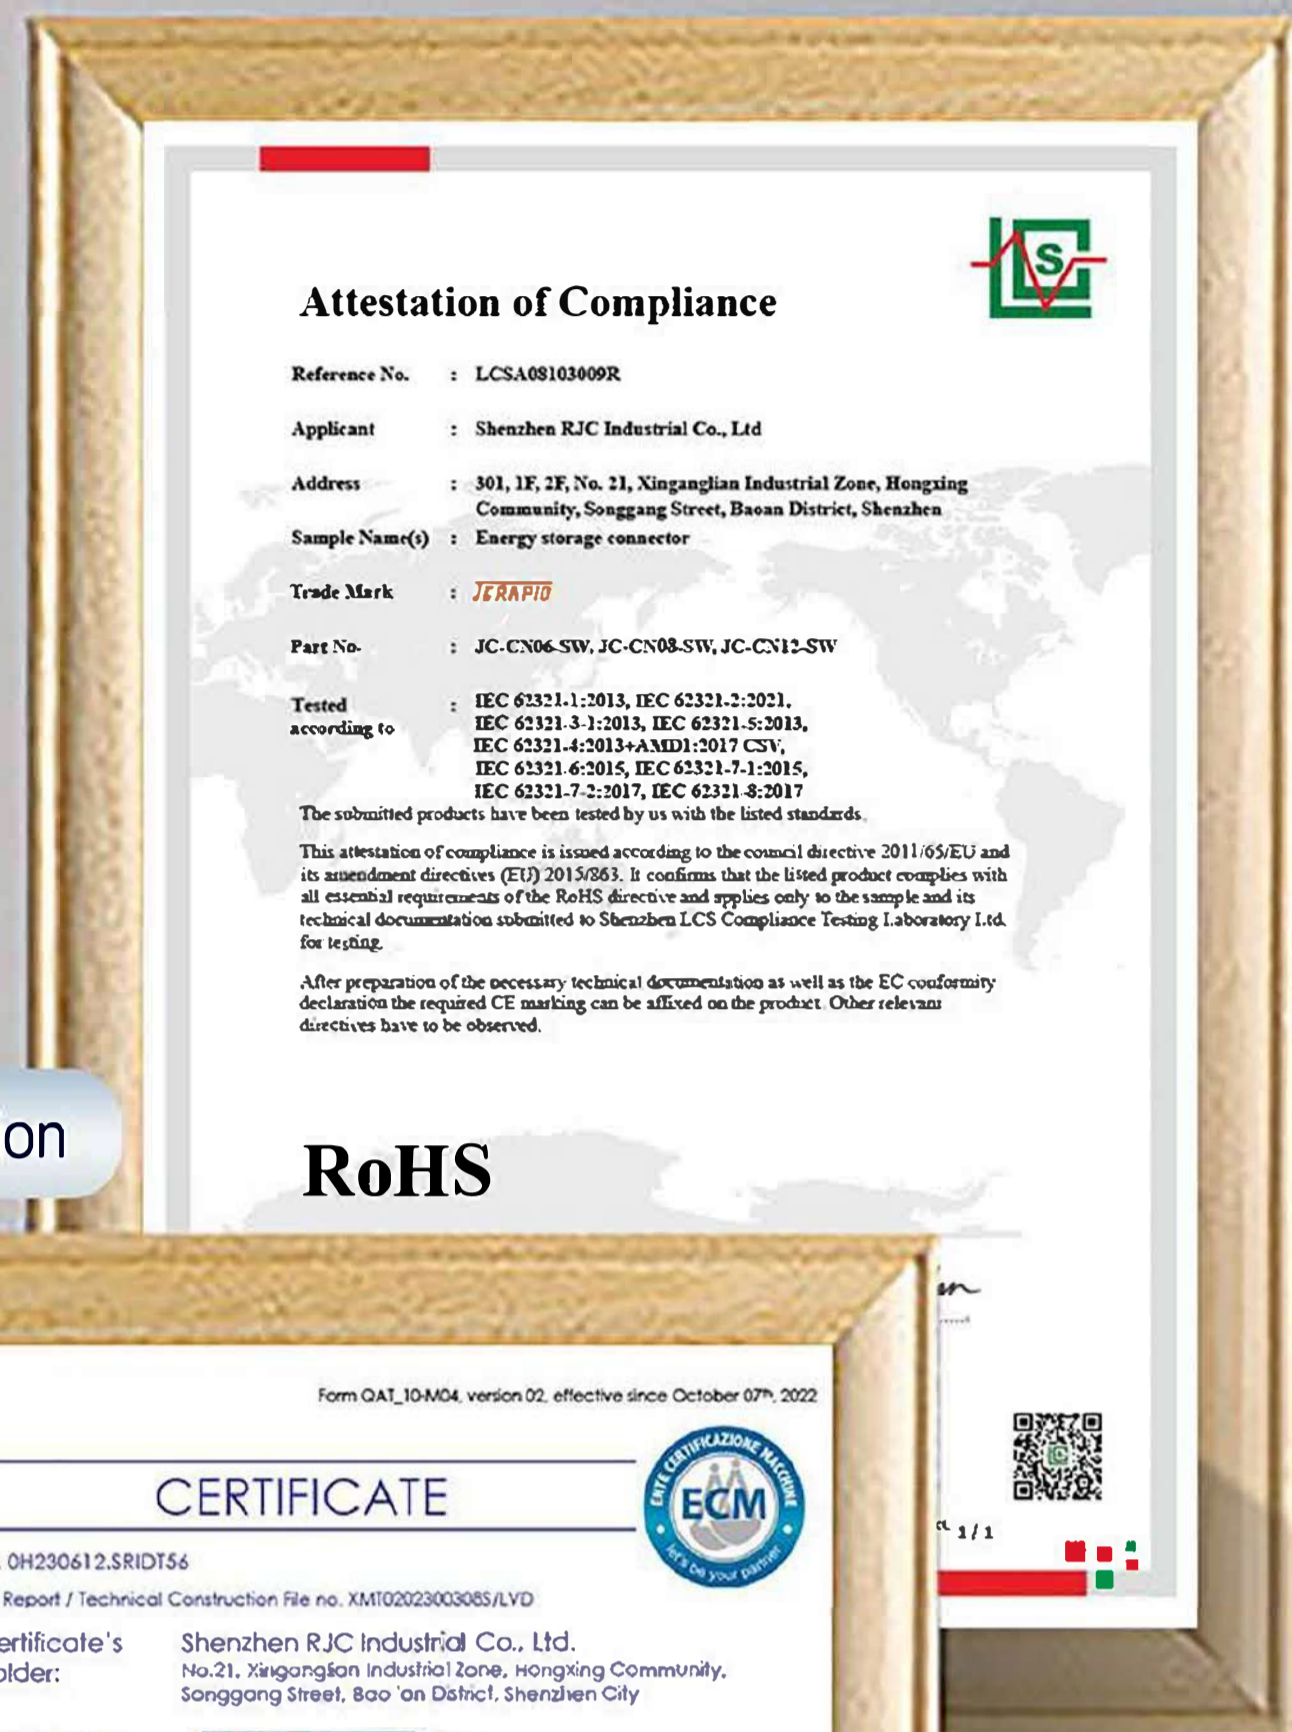 Attestation of Compliance
Reference No. : LCSA08103009R
Applicant : Shenzhen RJC Industrial Co., Ltd
Address : 301, 1F, 2F, No. 21, Xinganglian Industrial Zone, Hongxing
Community, Songgang Street, Baoan District, Shenzhen
Sample Name(s) : Energy storage connector
Trade Mark : JERAPIO
Part No. : JC-CN06-SW, JC-CN08-SW, JC-CN12-SW
Tested : IEC 62321-1:2013, IEC 62321-2:2021,
according to IEC 62321-3-1:2013, IEC 62321-5:2013,
IEC 62321-4:2013+AMD1:2017 CSV,
IEC 62321-6:2015, IEC 62321-7-1:2015,
IEC 62321-7-2:2017, IEC 62321-8:2017
The submitted products have been tested by us with the listed standards.
This attestation of compliance is issued according to the council directive 2011/65/EU and
its amendment directives (EU) 2015/863. It confirms that the listed product complies with
all essential requirements of the RoHS directive and applies only to the sample and its
technical documentation submitted to Shenzhen LCS Compliance Testing Laboratory Ltd.
for testing.
After preparation of the necessary technical documentation as well as the EC conformity
declaration the required CE marking can be affixed on the product. Other relevant
directives have to be observed.
on
RoHS
1/1
Form QAT_10-M04, version 02, effective since October 07th, 2022
CERTIFICATE
ENTE CERTIFICAZIONE MACCHINE
ECM
let's be your partner
0H230612.SRIDT56
Report / Technical Construction File no. XMT0202300308S/LVD
ertificate's Shenzhen RJC Industrial Co., Ltd.
older: No.21, Xinganglian Industrial Zone, Hongxing Community,
Songgang Street, Bao 'an District, Shenzhen City